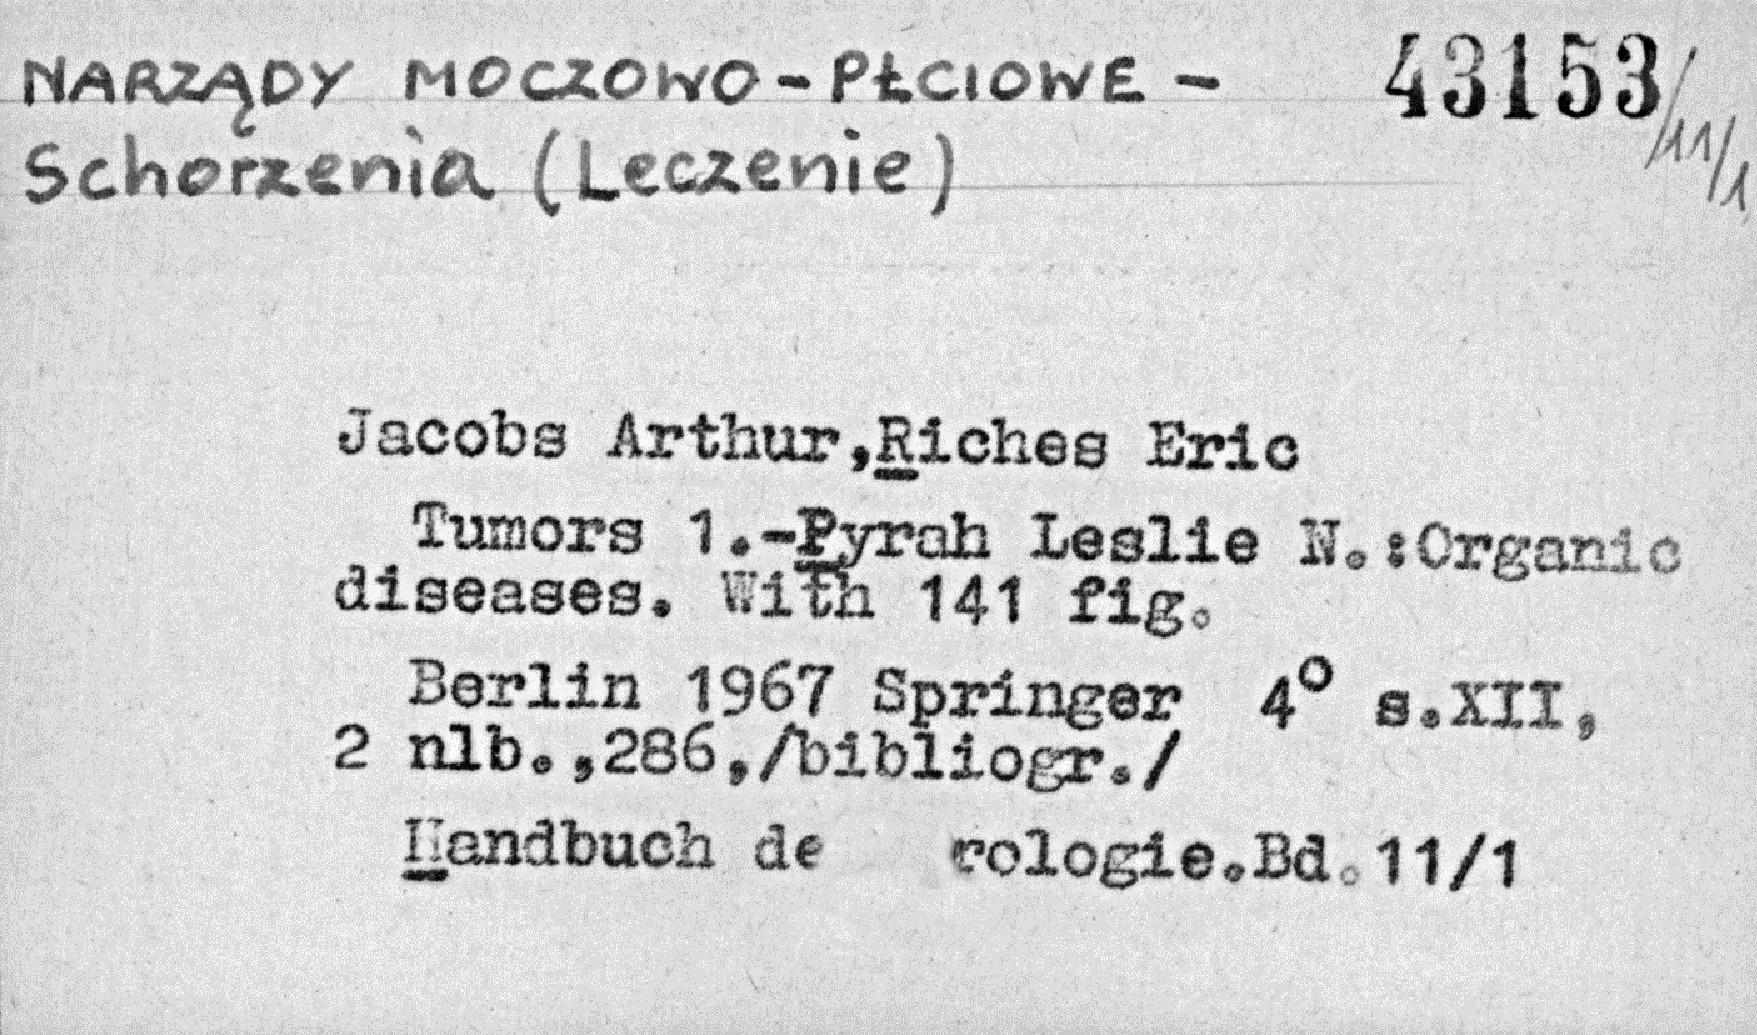 NARZĄDY MOCZOWO-PŁCIOWE - 43153/11/1
Schorzenia (Leczenie)
Jacobs Arthur,Riches Eric
Tumors 1.-Pyrah Leslie N.:Organic
diseases. With 141 fig.
Berlin 1967 Springer 4° s.XII,
2 nlb.,286,/bibliogr./
Handbuch de rologie.Bd.11/1